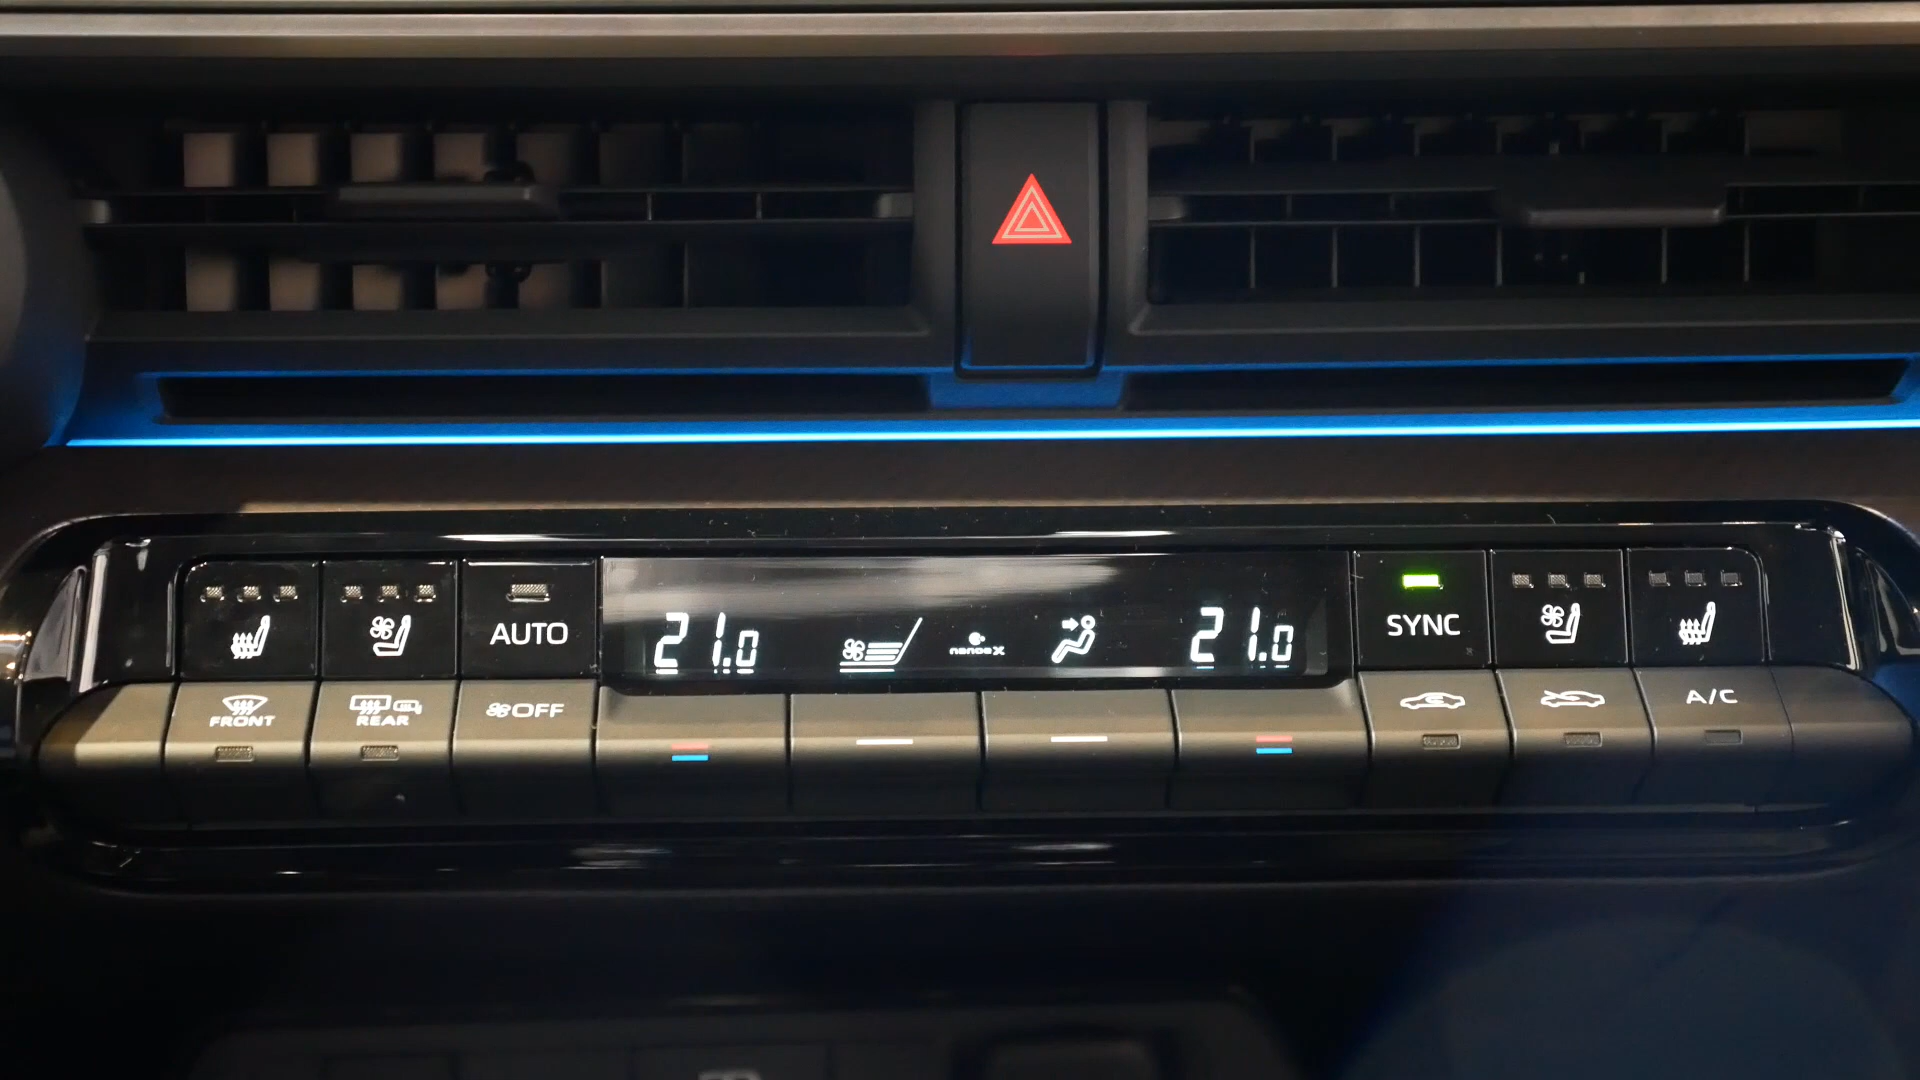 AUTO
21.0
nanoe X
21.0
SYNC
FRONT
REAR
OFF
A/C